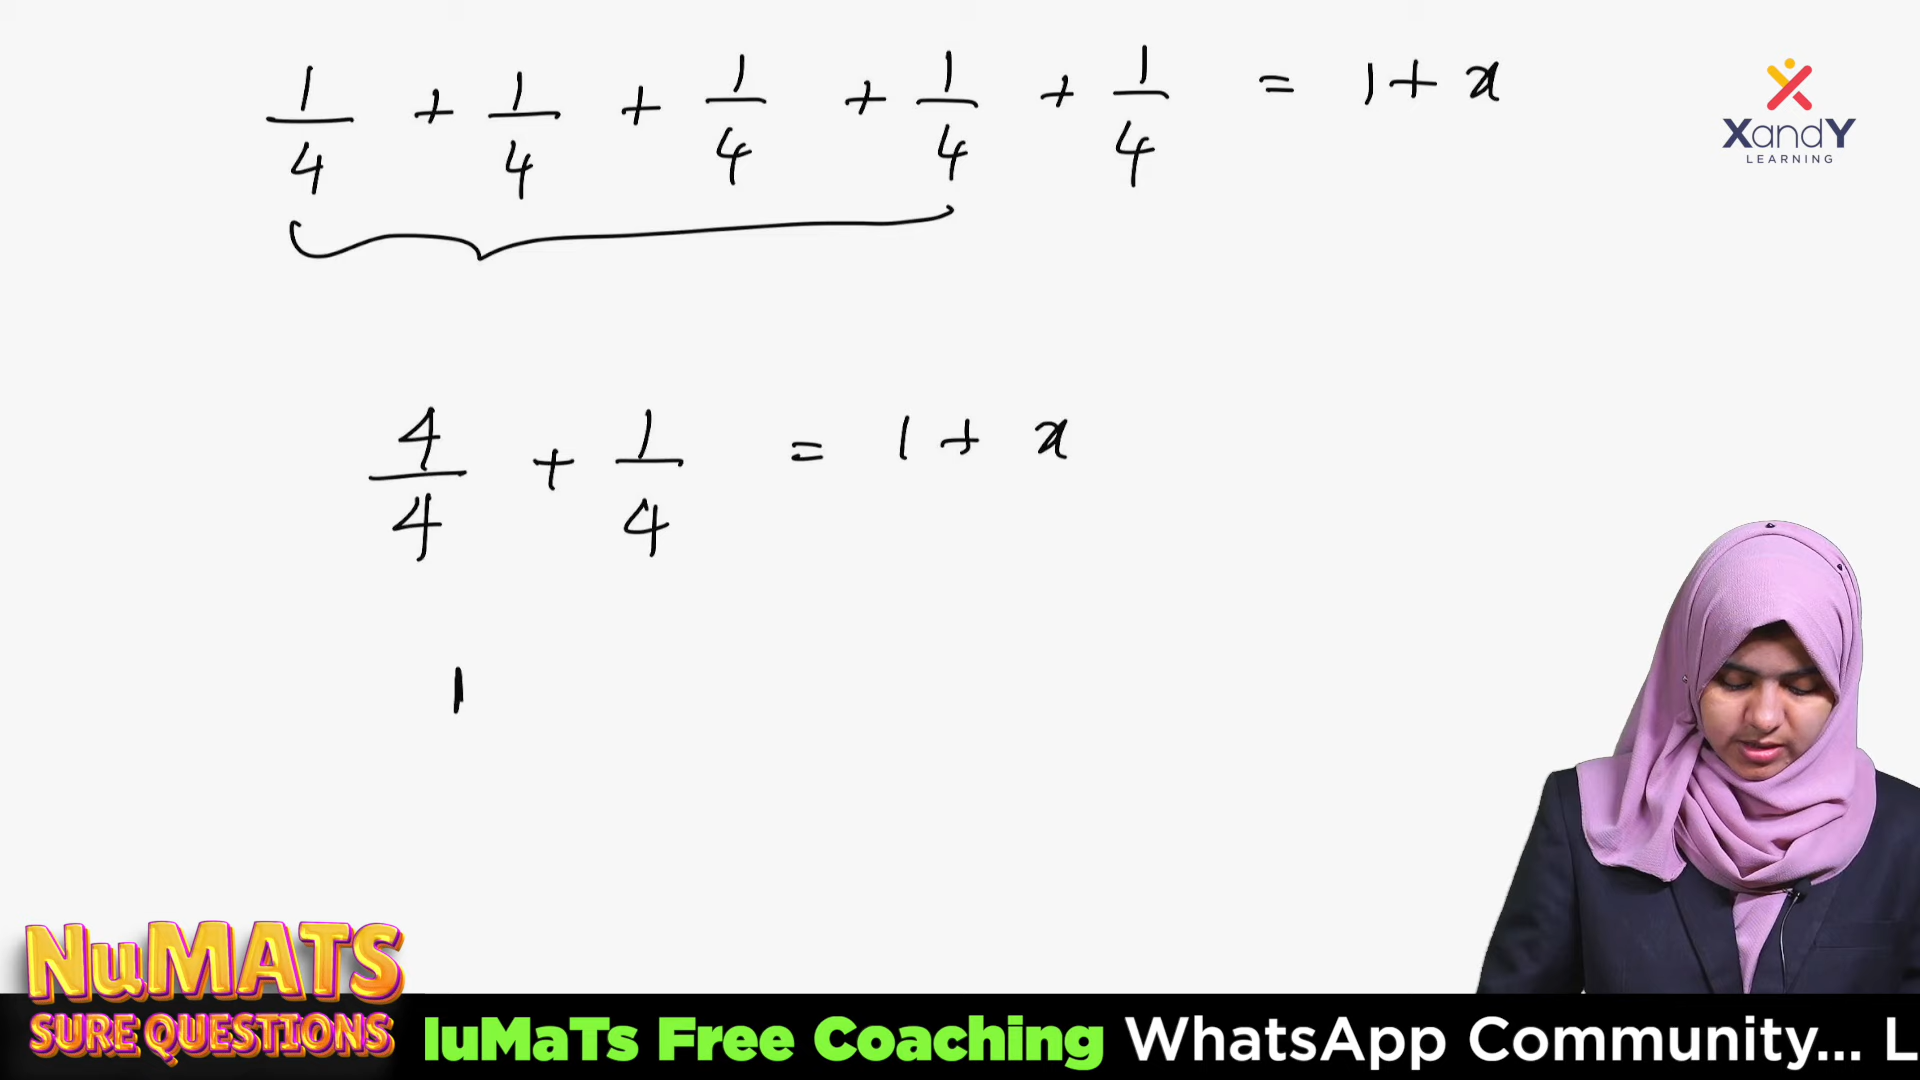 1/4 + 1/4 + 1/4 + 1/4 + 1/4 = 1 + x
XandY
LEARNING
4/4 + 1/4 = 1 + x
1
NuMATS
SURE QUESTIONS
uMaTs Free Coaching WhatsApp Community... L